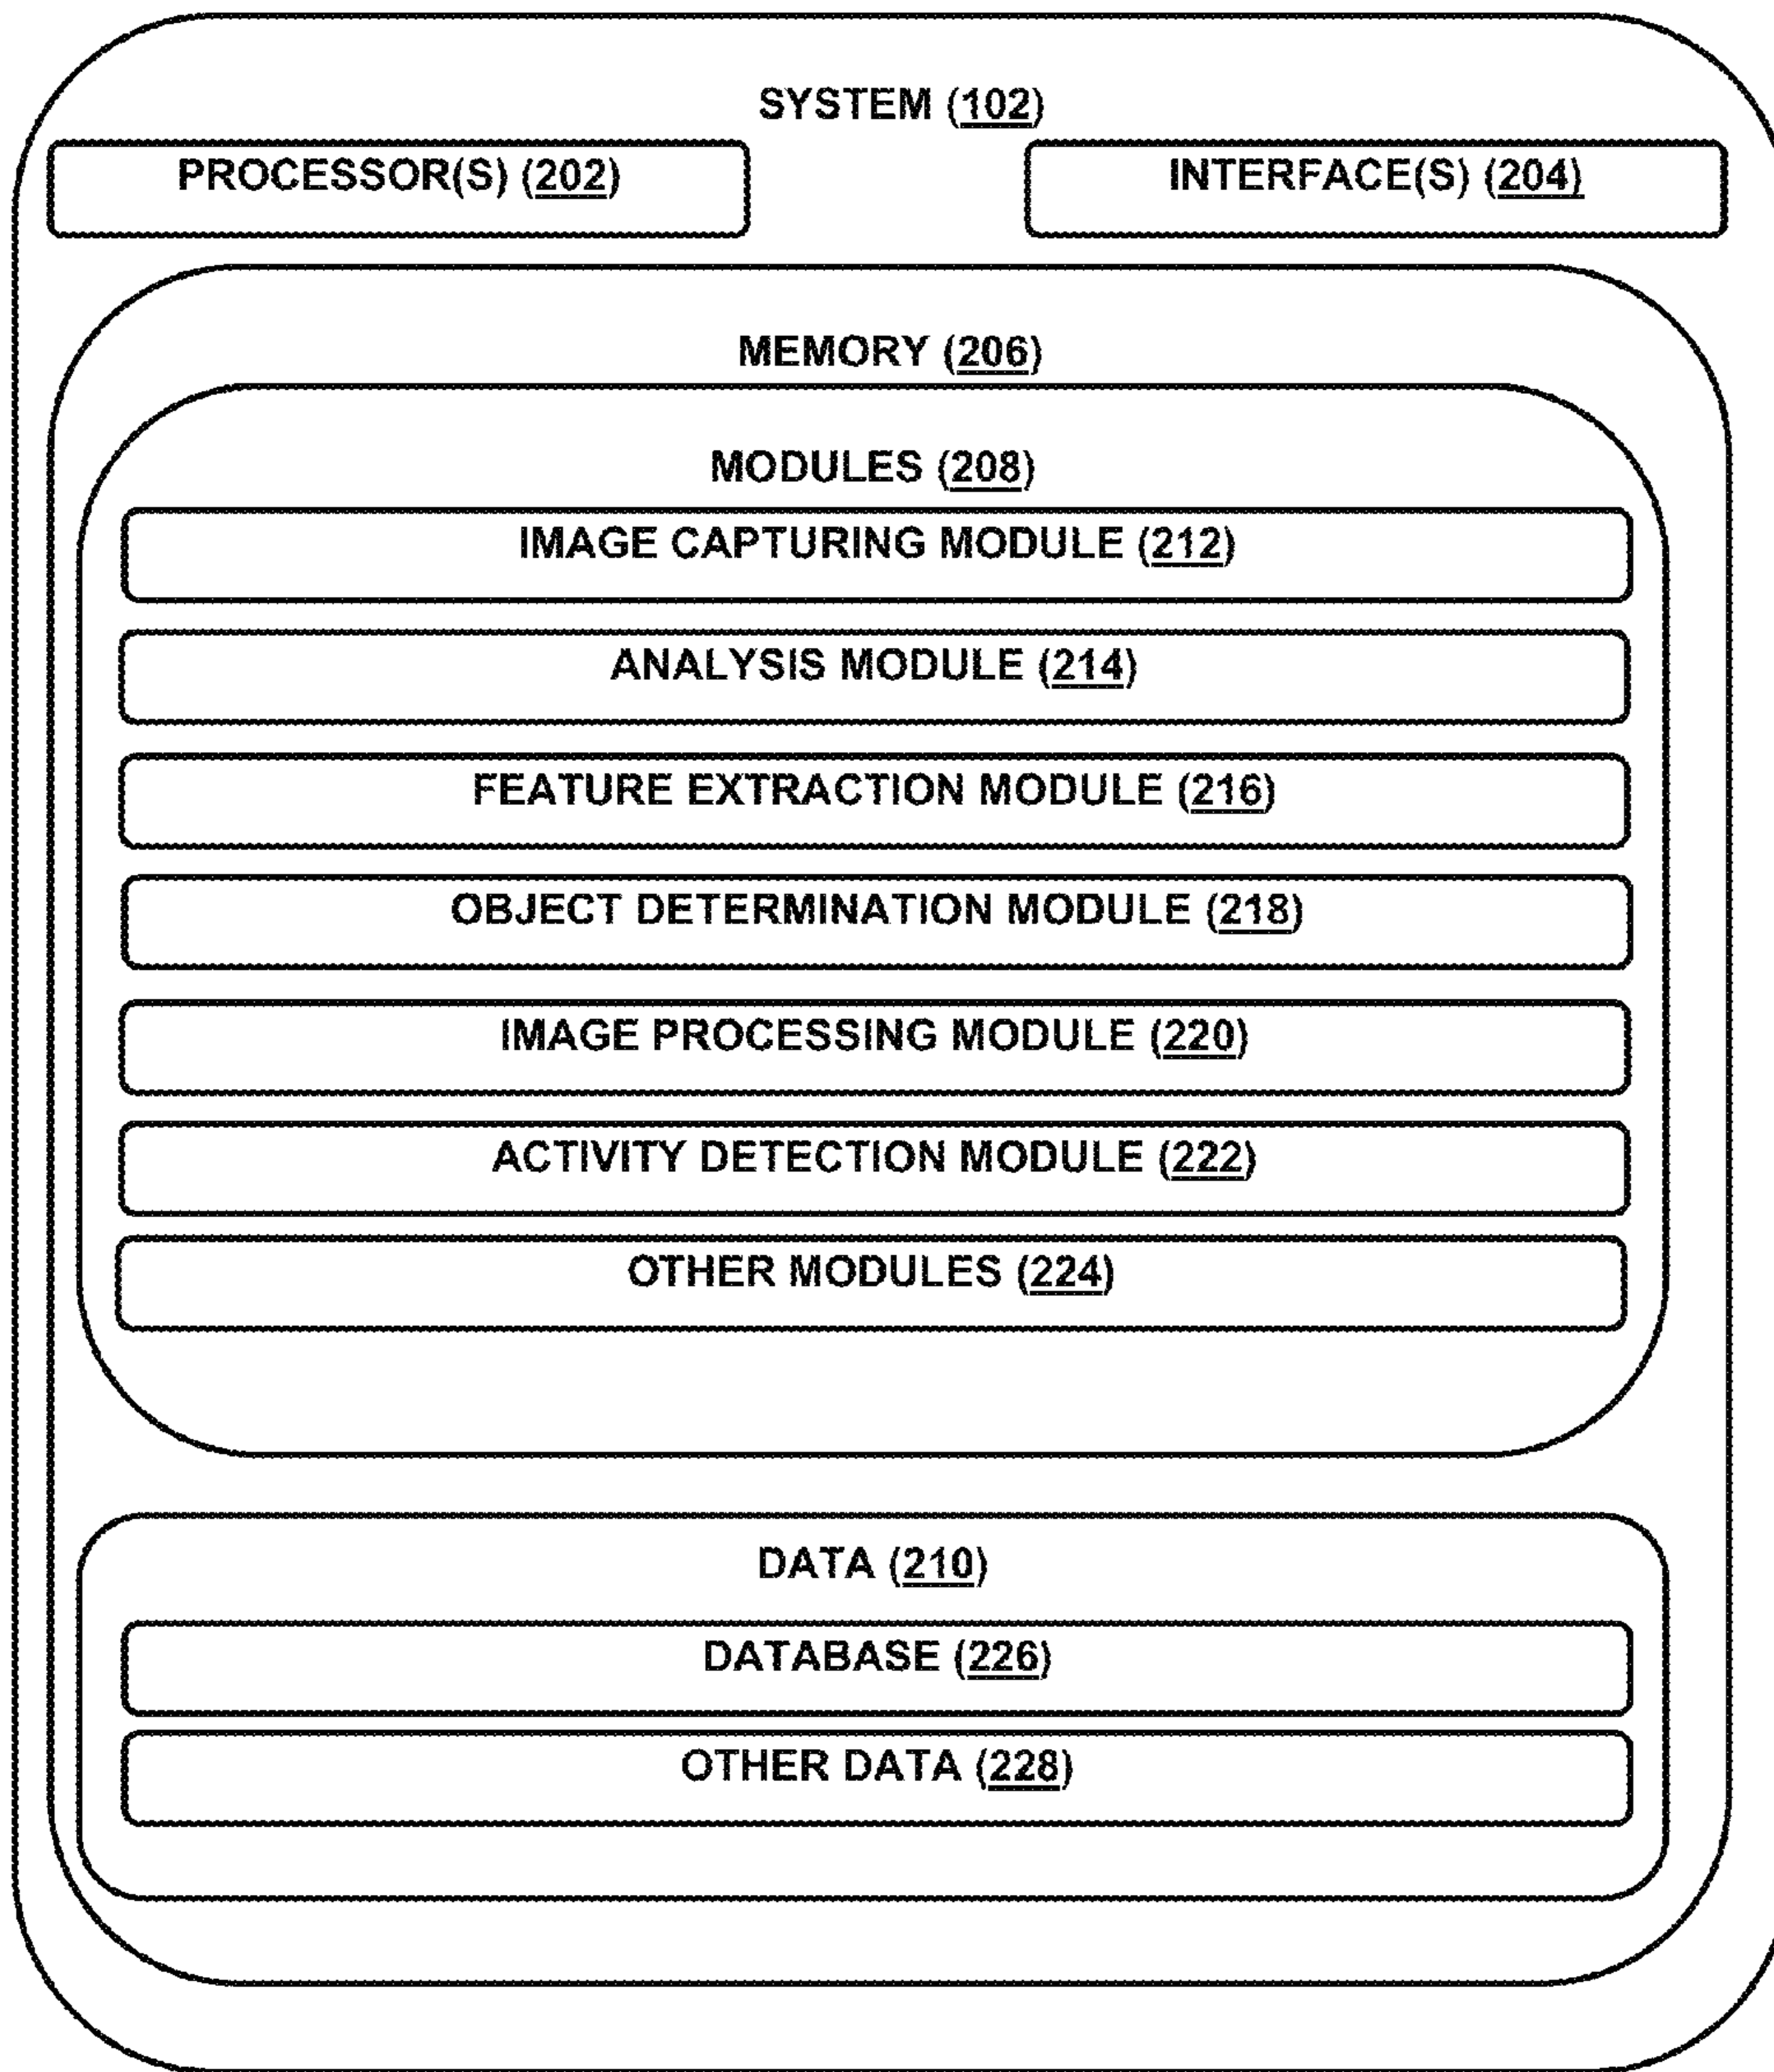 SYSTEM (102)
PROCESSOR(S) (202)
INTERFACE(S) (204)
MEMORY (206)
MODULES (208)
IMAGE CAPTURING MODULE (212)
ANALYSIS MODULE (214)
FEATURE EXTRACTION MODULE (216)
OBJECT DETERMINATION MODULE (218)
IMAGE PROCESSING MODULE (220)
ACTIVITY DETECTION MODULE (222)
OTHER MODULES (224)
DATA (210)
DATABASE (226)
OTHER DATA (228)